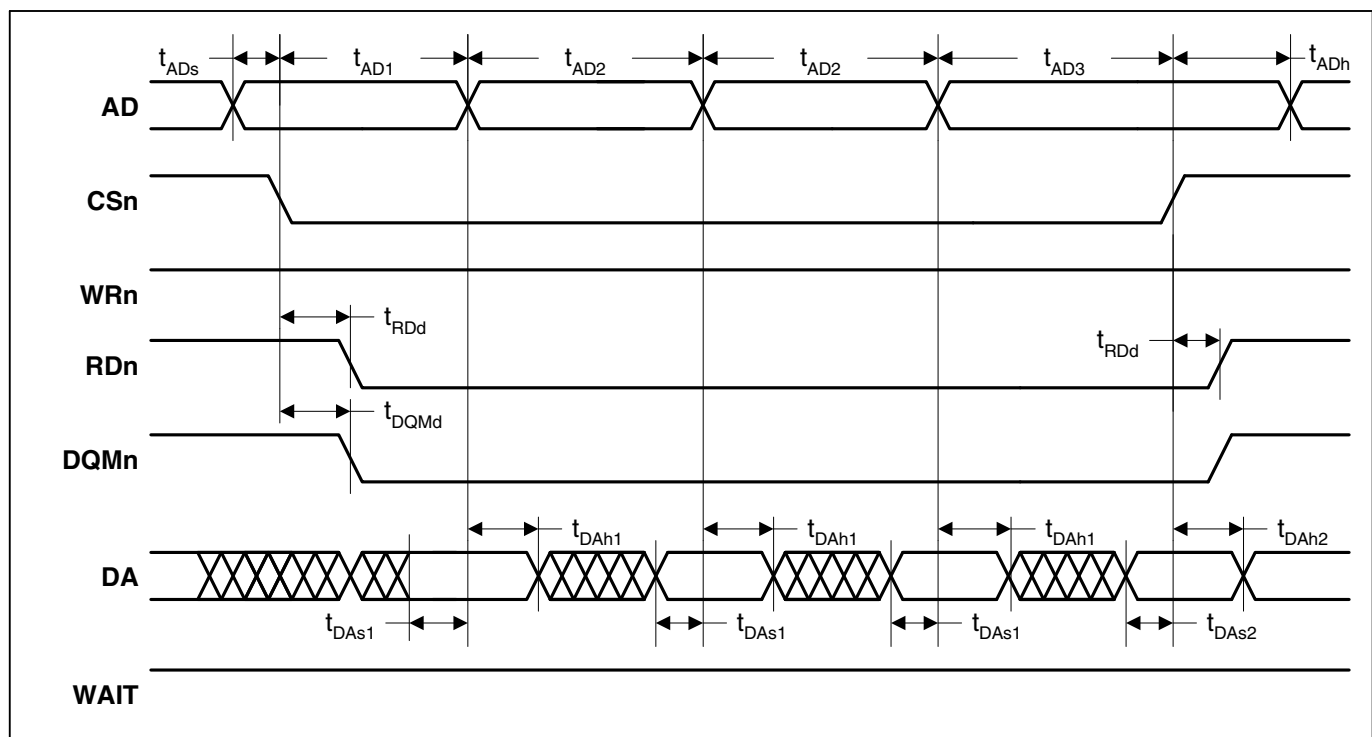 tADs tAD1 tAD2 tAD2 tAD3 tADh
AD
CSn
WRn
tRDd tRDd
RDn
tDQMd
DQMn
tDAh1 tDAh1 tDAh1 tDAh2
DA
tDAs1 tDAs1 tDAs1 tDAs2
WAIT